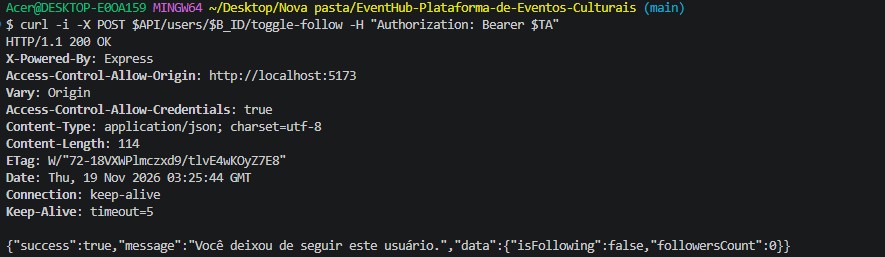 Acer@DESKTOP-E0OA159 MINGW64 ~/Desktop/Nova pasta/EventHub-Plataforma-de-Eventos-Culturais (main)
$ curl -i -X POST $API/users/$B_ID/toggle-follow -H "Authorization: Bearer $TA"
HTTP/1.1 200 OK
X-Powered-By: Express
Access-Control-Allow-Origin: http://localhost:5173
Vary: Origin
Access-Control-Allow-Credentials: true
Content-Type: application/json; charset=utf-8
Content-Length: 114
ETag: W/"72-18VXWPlmczxd9/tlvE4wKOyZ7E8"
Date: Thu, 19 Nov 2026 03:25:44 GMT
Connection: keep-alive
Keep-Alive: timeout=5
{"success":true,"message":"Você deixou de seguir este usuário.","data":{"isFollowing":false,"followersCount":0}}